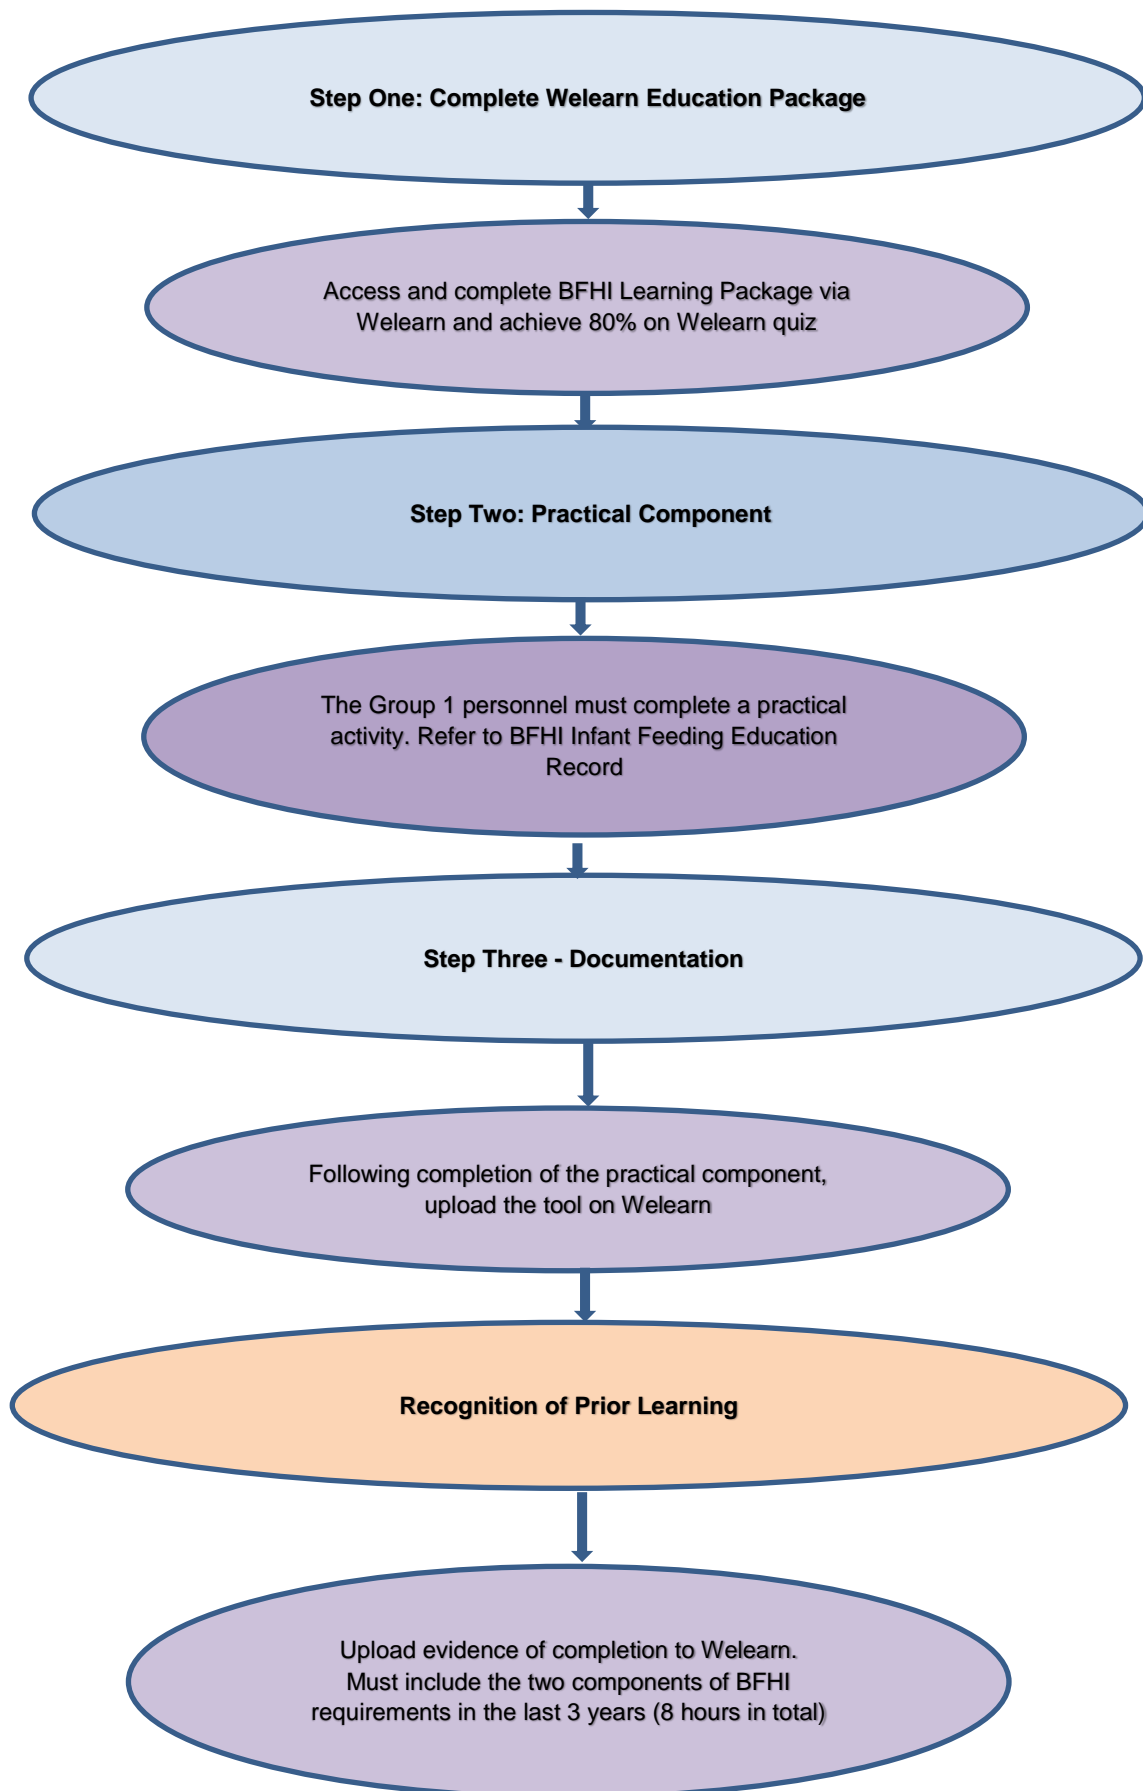 Step One: Complete Welearn Education Package
Access and complete BFHI Learning Package via
Welearn and achieve 80% on Welearn quiz
Step Two: Practical Component
The Group 1 personnel must complete a practical
activity. Refer to BFHI Infant Feeding Education
Record
Step Three - Documentation
Following completion of the practical component,
upload the tool on Welearn
Recognition of Prior Learning
Upload evidence of completion to Welearn.
Must include the two components of BFHI
requirements in the last 3 years (8 hours in total)